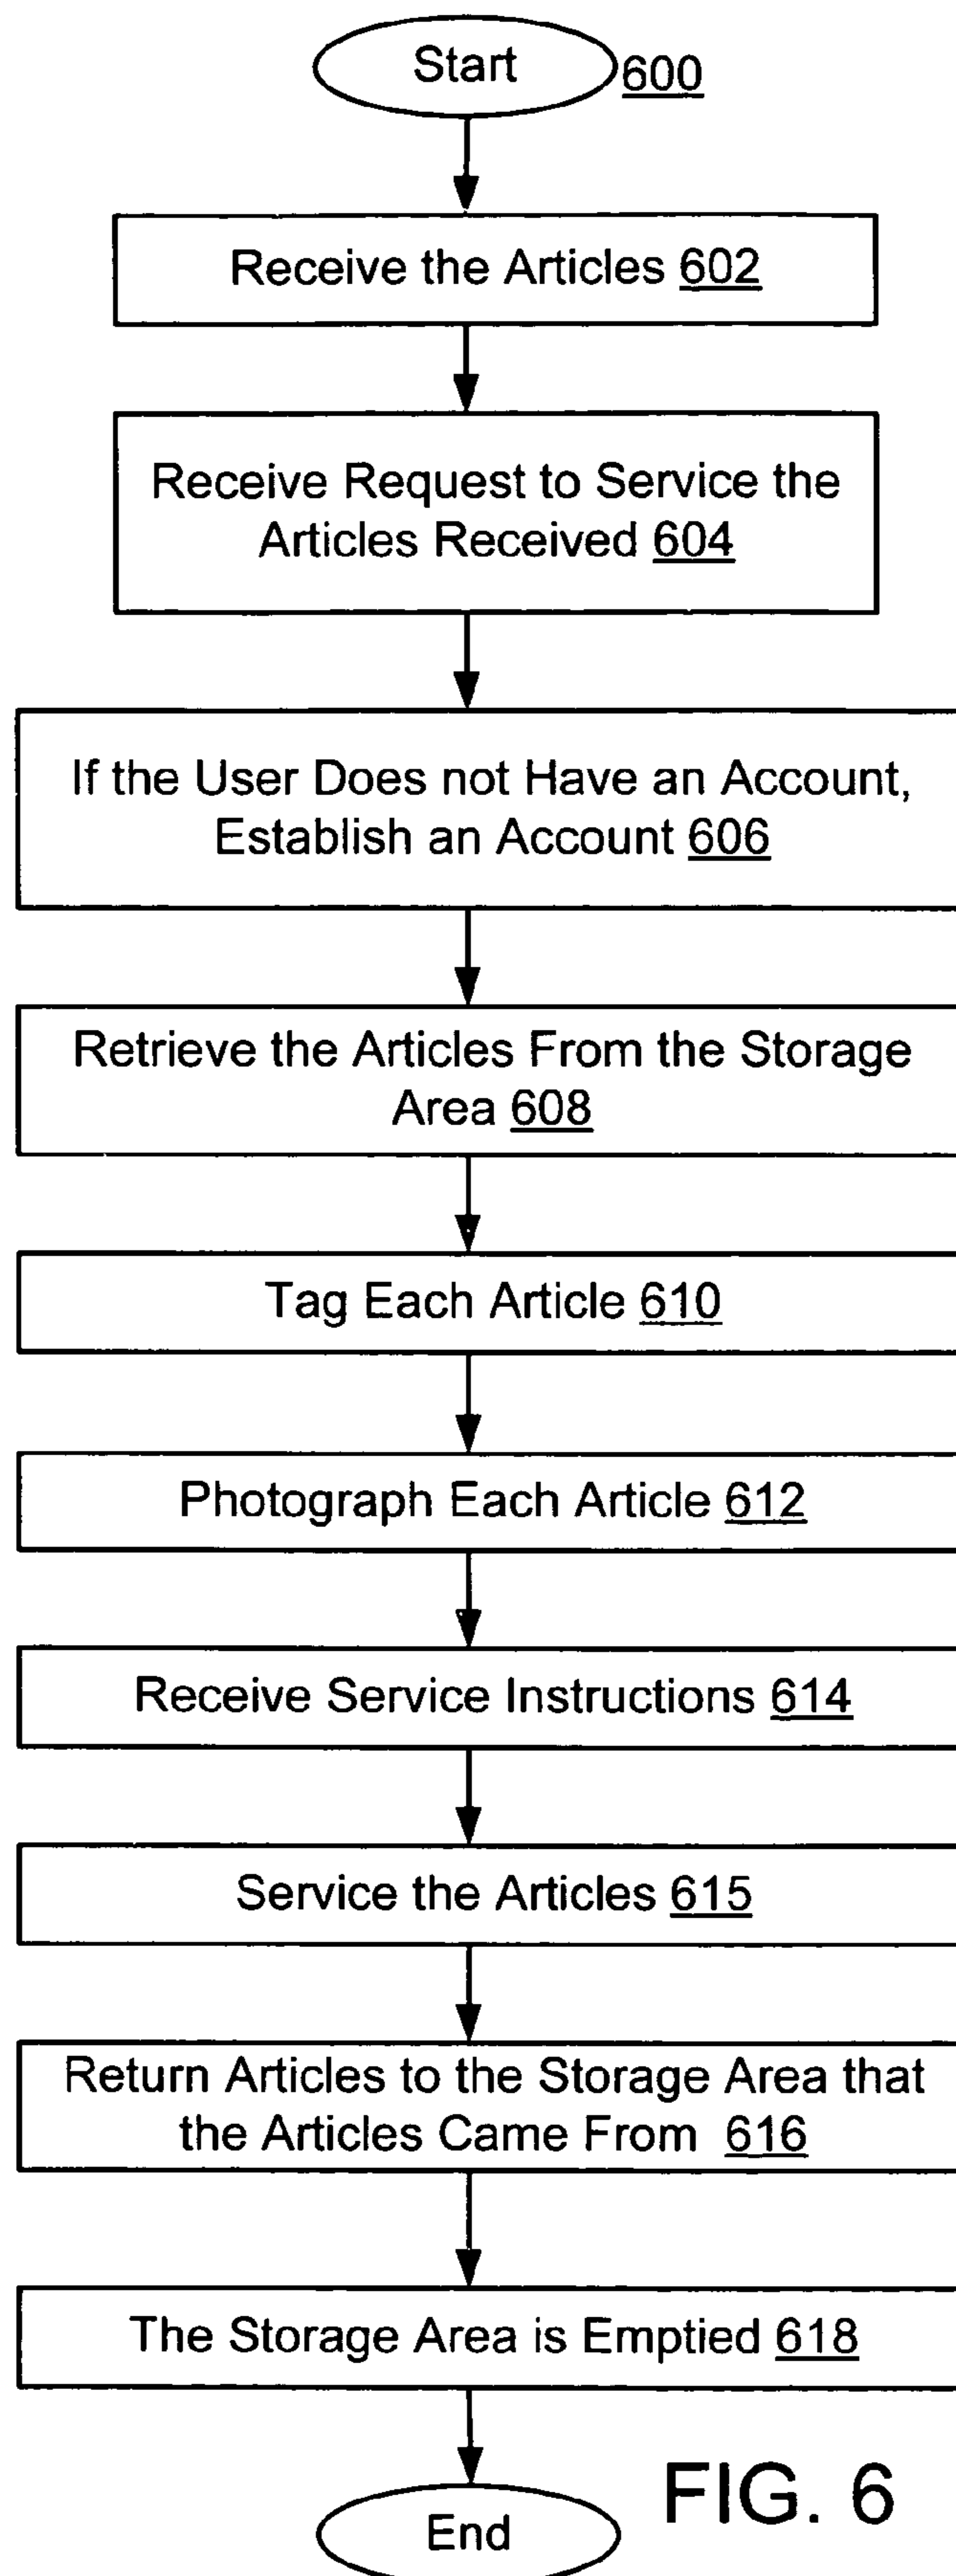 Start
600
Receive the Articles 602
Receive Request to Service the
Articles Received 604
If the User Does not Have an Account,
Establish an Account 606
Retrieve the Articles From the Storage
Area 608
Tag Each Article 610
Photograph Each Article 612
Receive Service Instructions 614
Service the Articles 615
Return Articles to the Storage Area that
the Articles Came From 616
The Storage Area is Emptied 618
End
FIG. 6